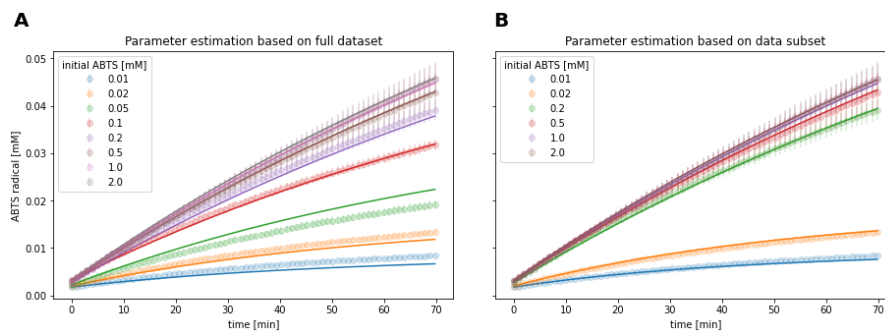 A
Parameter estimation based on full dataset
ABTS radical [mM]
0.05
0.04
0.03
0.02
0.01
0.00
initial ABTS [mM]
0.01
0.02
0.05
0.1
0.2
0.5
1.0
2.0
0 10 20 30 40 50 60 70
time [min]
B
Parameter estimation based on data subset
initial ABTS [mM]
0.01
0.02
0.2
0.5
1.0
2.0
0 10 20 30 40 50 60 70
time [min]